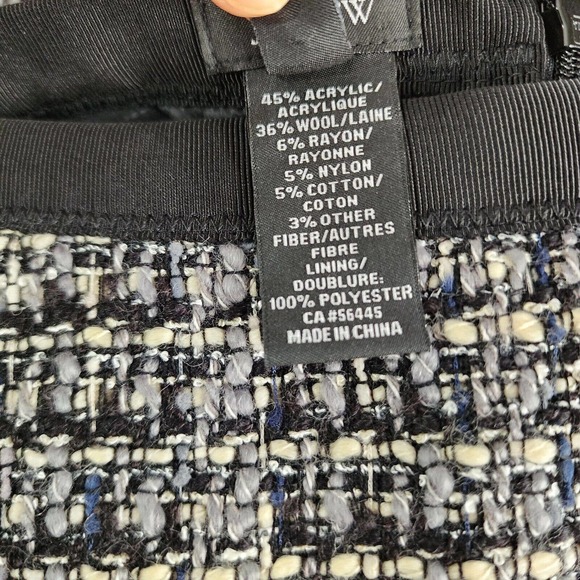 W
45% ACRYLIC/
ACRYLIQUE
36% WOOL/LAINE
6% RAYON/
RAYONNE
5% NYLON
5% COTTON/
COTON
3% OTHER
FIBER/AUTRES
FIBRE
LINING/
DOUBLURE:
100% POLYESTER
CA #56445
MADE IN CHINA